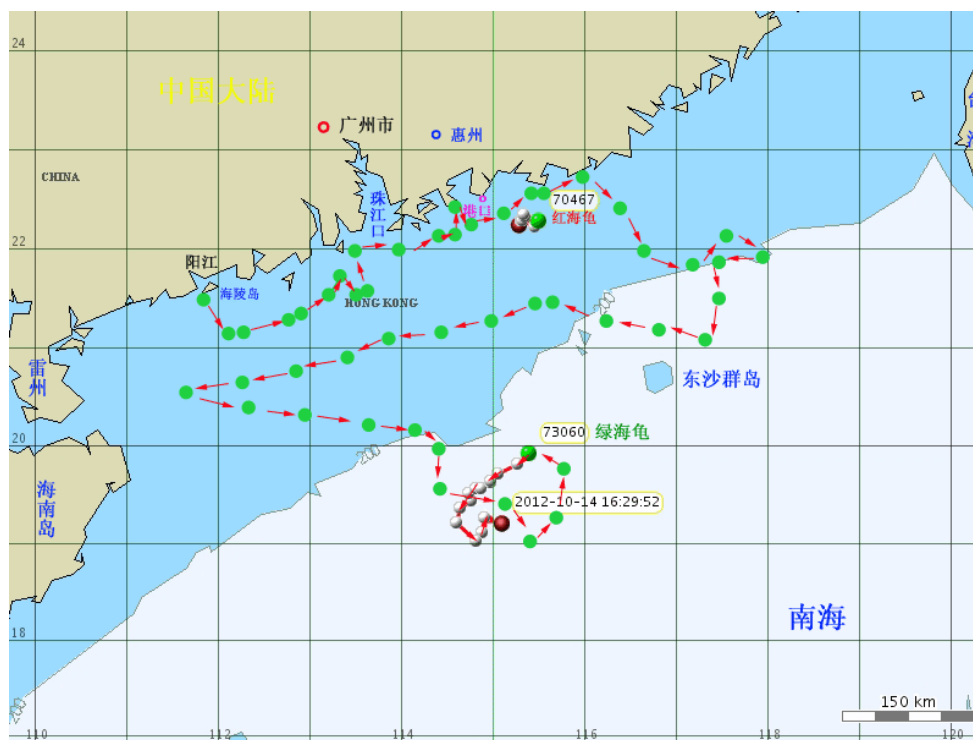 24
中国大陆
广州市
惠州
CHINA
珠江口
港口
70467
红海龟
22
阳江
海陵岛
HONG KONG
雷州
东沙群岛
73060 绿海龟
20
海南岛
2012-10-14 16:29:52
南海
18
150 km
110
112
114
116
118
120
台